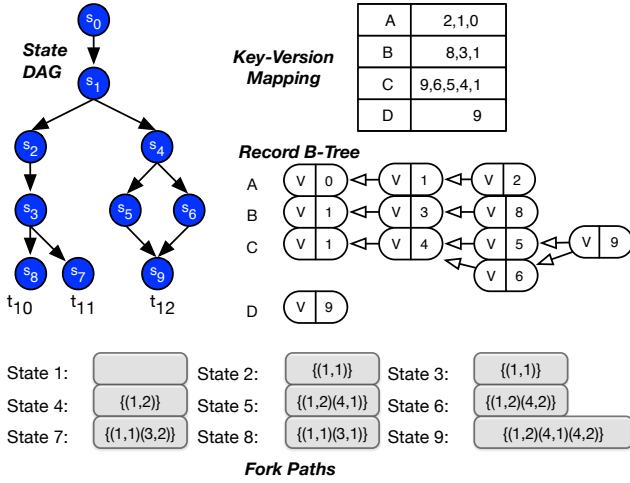 State DAG
s0
s1
s2
s4
s3
s5
s6
s8
s7
s9
t10
t11
t12
Key-Version Mapping
A 2,1,0
B 8,3,1
C 9,6,5,4,1
D 9
Record B-Tree
A V 0 V 1 V 2
B V 1 V 3 V 8
C V 1 V 4 V 5 V 9
V 6
D V 9
State 1: State 2: {(1,1)} State 3: {(1,1)}
State 4: {(1,2)} State 5: {(1,2)(4,1)} State 6: {(1,2)(4,2)}
State 7: {(1,1)(3,2)} State 8: {(1,1)(3,1)} State 9: {(1,2)(4,1)(4,2)}
Fork Paths